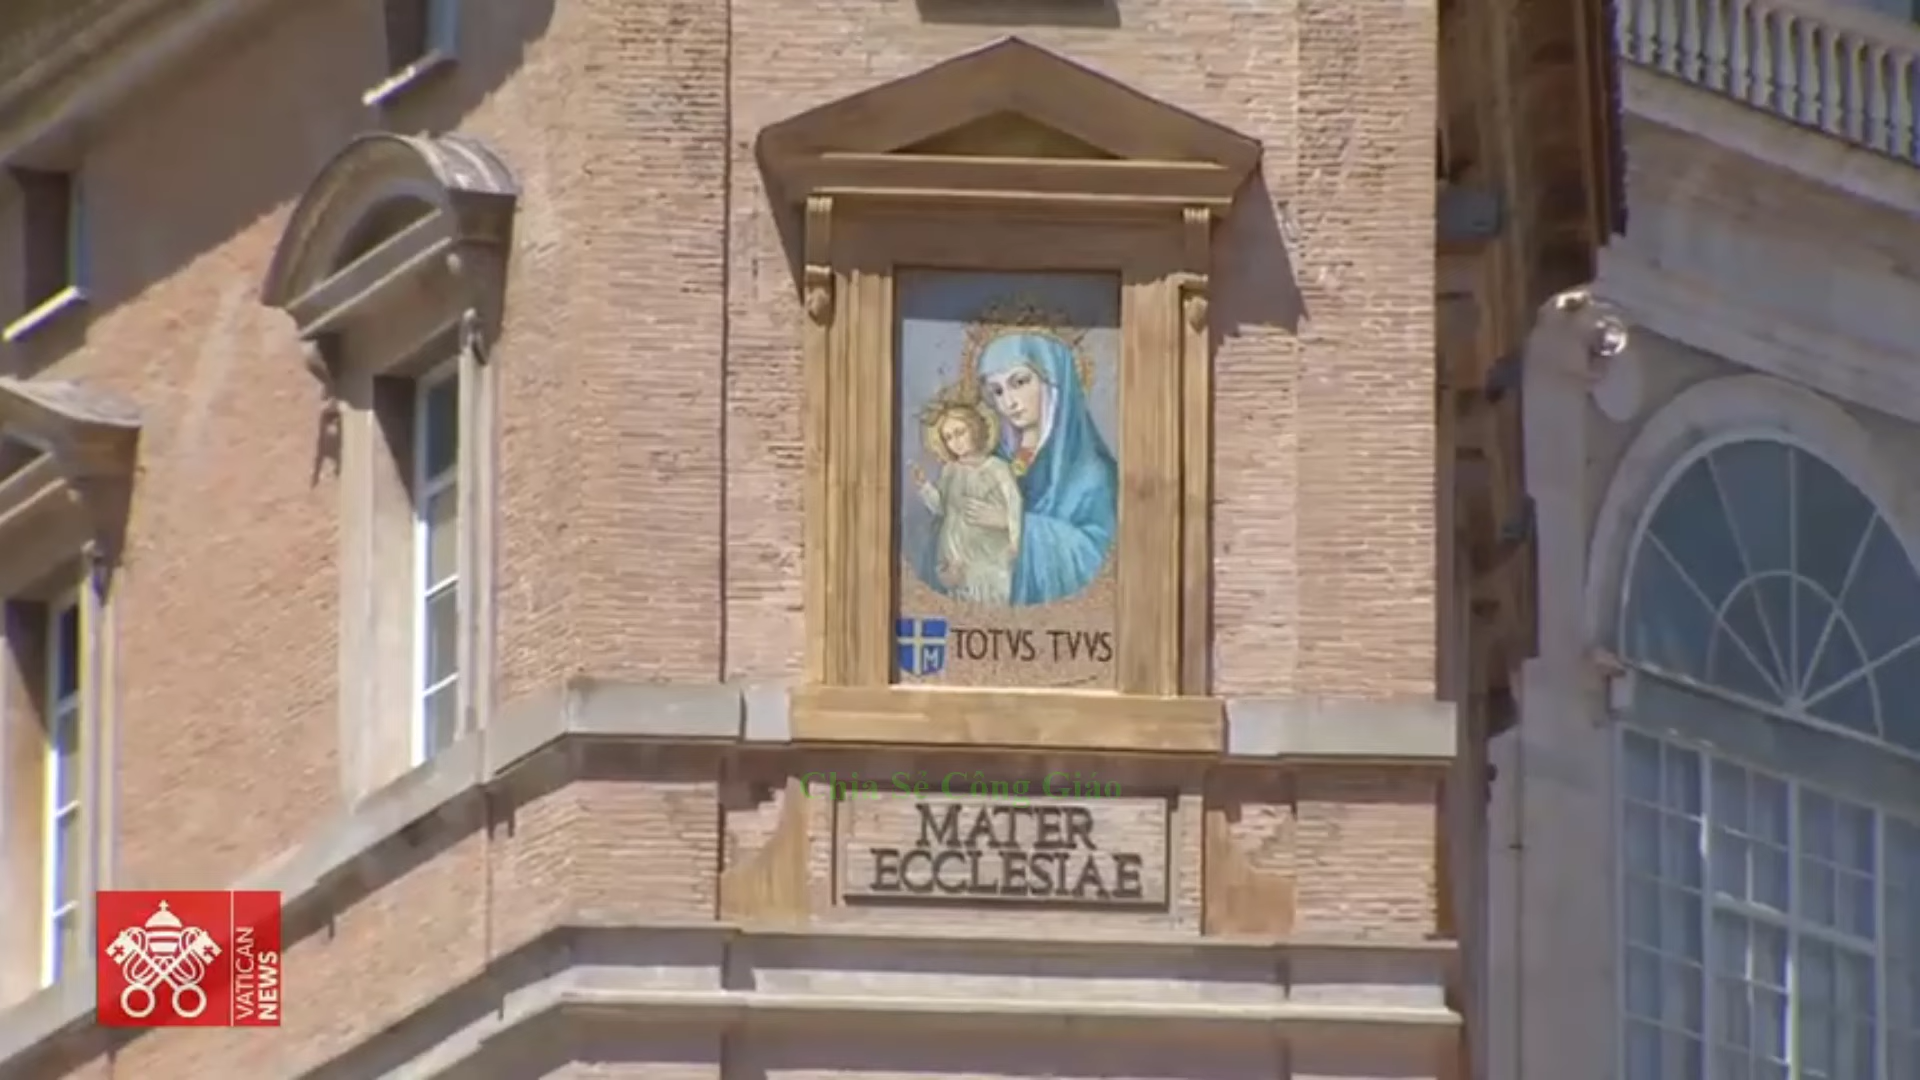 M
TOTVS TVVS
Chia Sẻ Công Giáo
MATER
ECCLESIAE
VATICAN
NEWS